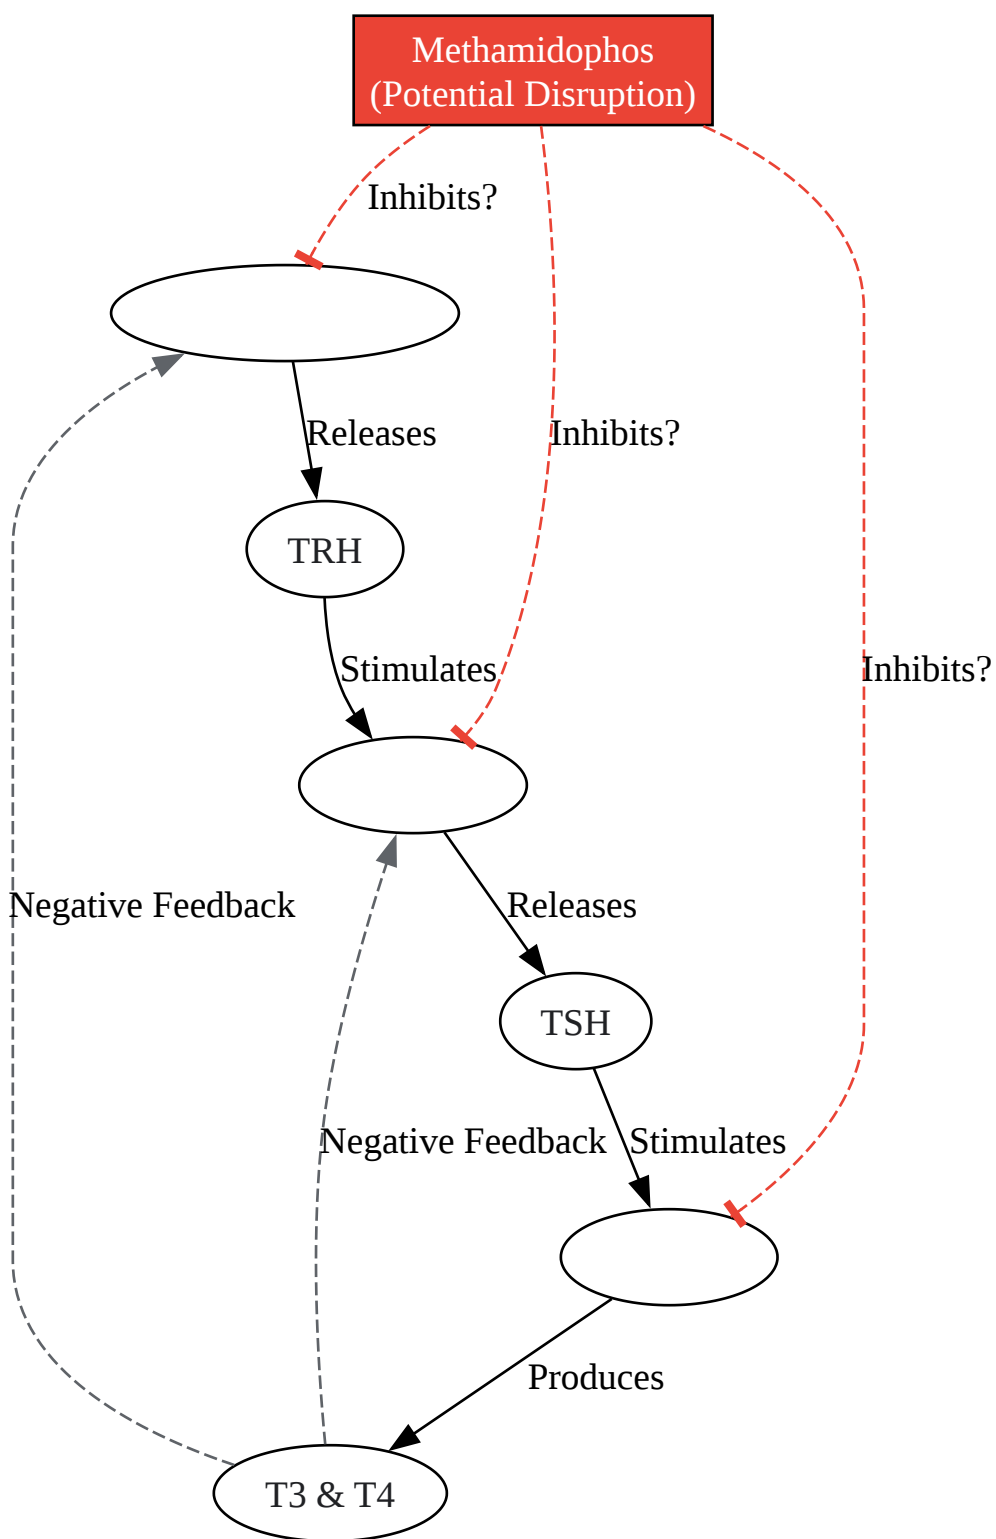 Methamidophos
(Potential Disruption)
Inhibits?
Releases
Inhibits?
TRH
Stimulates
Inhibits?
Negative Feedback
Releases
TSH
Negative Feedback
Stimulates
Produces
T3 & T4